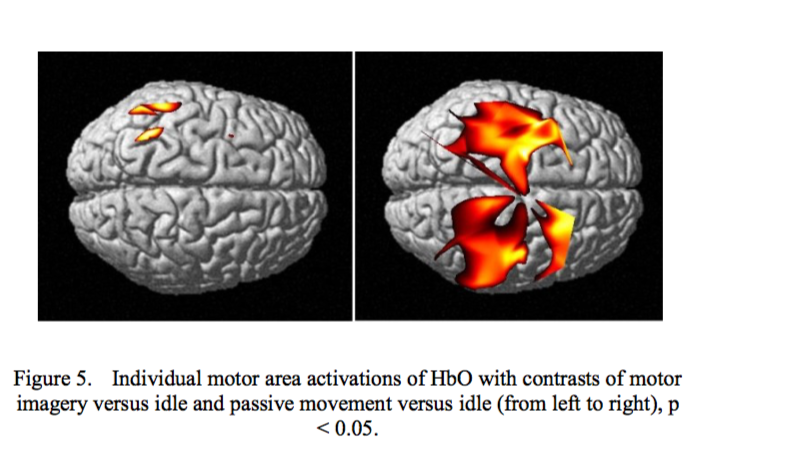 Figure 5. Individual motor area activations of HbO with contrasts of motor
imagery versus idle and passive movement versus idle (from left to right), p
< 0.05.